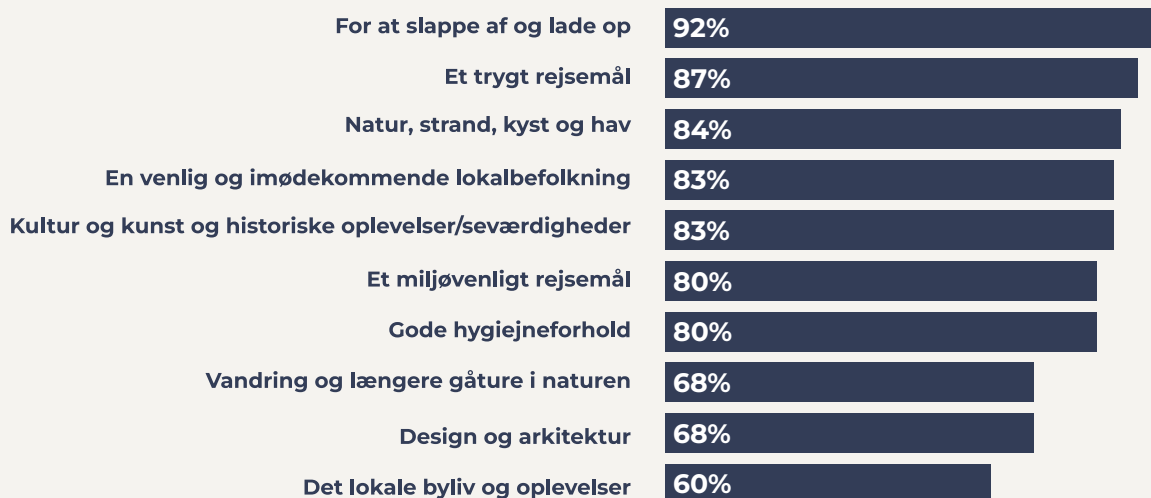 For at slappe af og lade op 92%
Et trygt rejsemål 87%
Natur, strand, kyst og hav 84%
En venlig og imødekommende lokalbefolkning 83%
Kultur og kunst og historiske oplevelser/seværdigheder 83%
Et miljøvenligt rejsemål 80%
Gode hygiejneforhold 80%
Vandring og længere gåture i naturen 68%
Design og arkitektur 68%
Det lokale byliv og oplevelser 60%